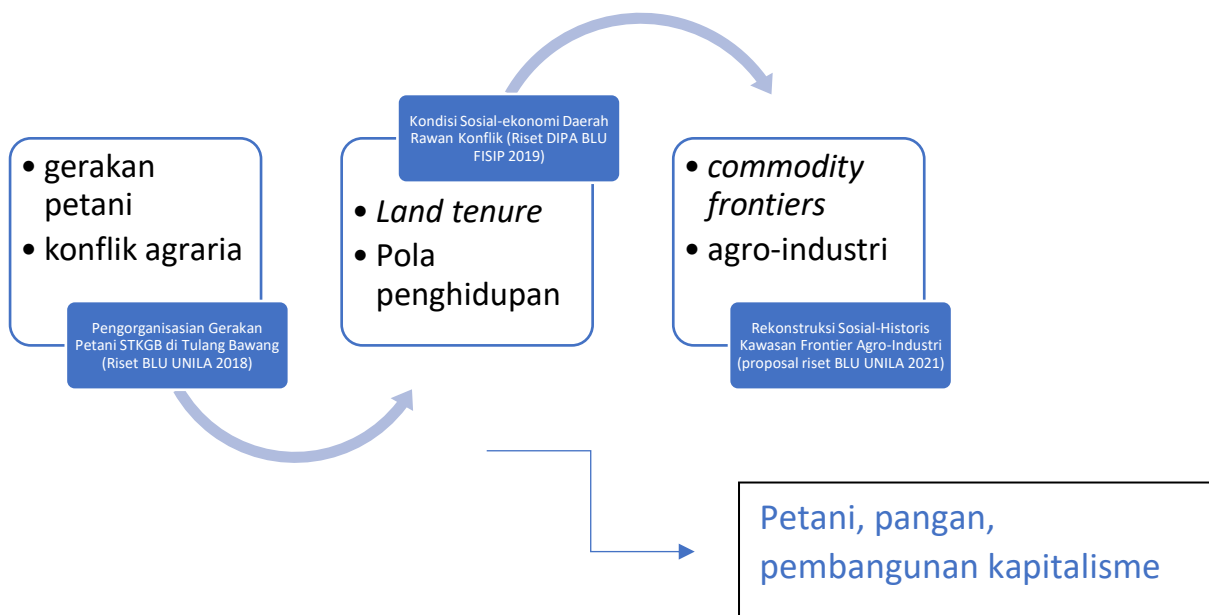 • gerakan
petani
• konflik agraria
Pengorganisasian Gerakan
Petani STKGB di Tulang Bawang
(Riset BLU UNILA 2018)
Kondisi Sosial-ekonomi Daerah
Rawan Konflik (Riset DIPA BLU
FISIP 2019)
• Land tenure
• Pola
penghidupan
• commodity
frontiers
• agro-industri
Rekonstruksi Sosial-Historis
Kawasan Frontier Agro-Industri
(proposal riset BLU UNILA 2021)
Petani, pangan,
pembangunan kapitalisme